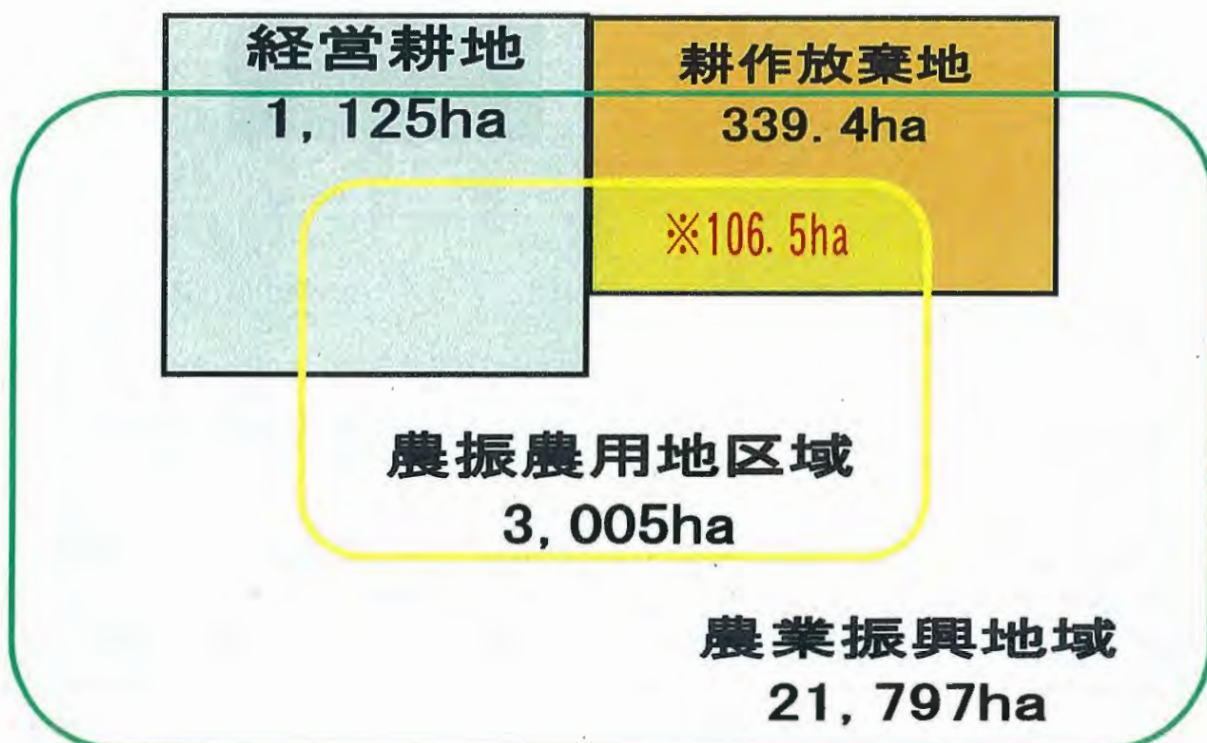 経営耕地
1,125ha
耕作放棄地
339.4ha
※106.5ha
農振農用地区域
3,005ha
農業振興地域
21,797ha